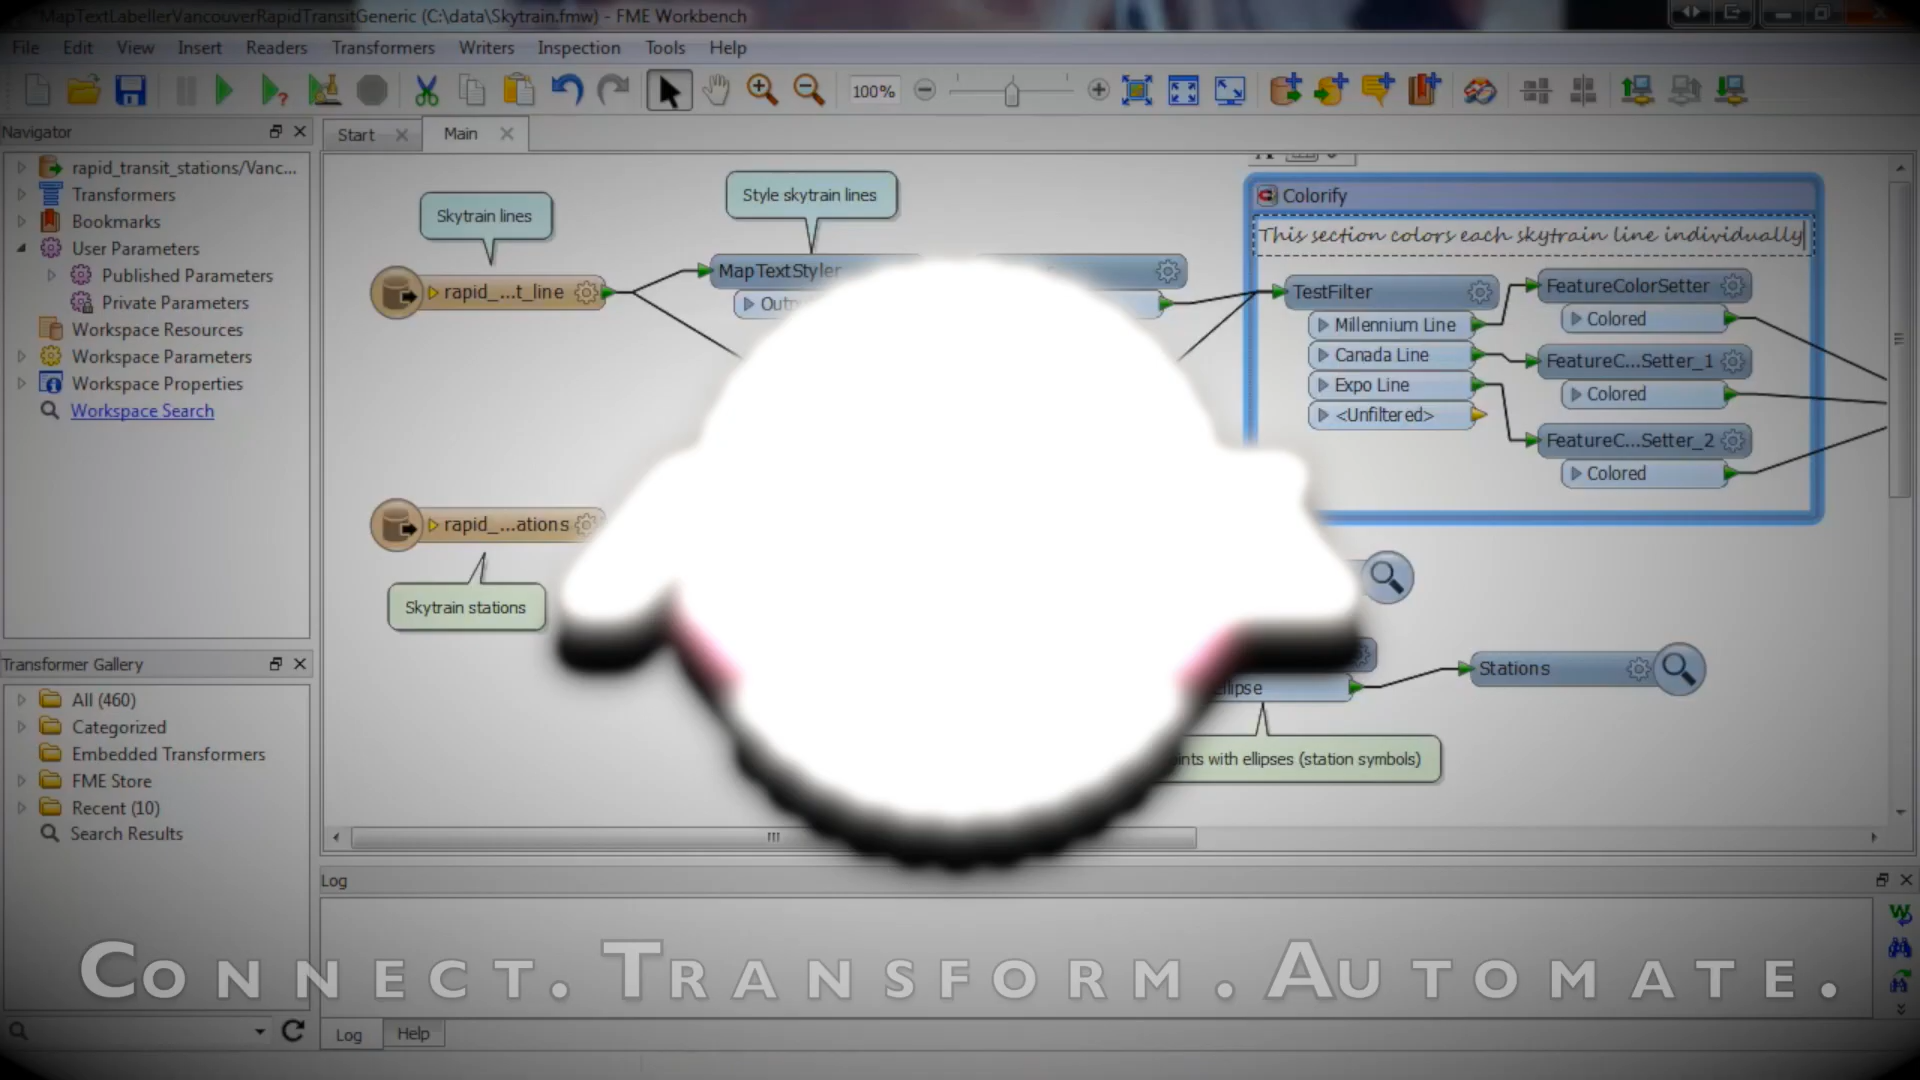 MapTextLabellerVancouverRapidTransitGeneric (C:\data\Skytrain.fmw) - FME Workbench
File Edit View Insert Readers Transformers Writers Inspection Tools Help
100%
Navigator
rapid_transit_stations/Vanc...
Transformers
Bookmarks
User Parameters
Published Parameters
Private Parameters
Workspace Resources
Workspace Parameters
Workspace Properties
Workspace Search
Transformer Gallery
All (460)
Categorized
Embedded Transformers
FME Store
Recent (10)
Search Results
Start
Main
Skytrain lines
Style skytrain lines
rapid_...t_line
MapTextStyler
Colorify
This section colors each skytrain line individually
TestFilter
Millennium Line
Canada Line
Expo Line
<Unfiltered>
FeatureColorSetter
Colored
FeatureC...Setter_1
Colored
FeatureC...Setter_2
Colored
rapid_...ations
Skytrain stations
Stations
with ellipses (station symbols)
Log
CONNECT. TRANSFORM. AUTOMATE.
Log
Help